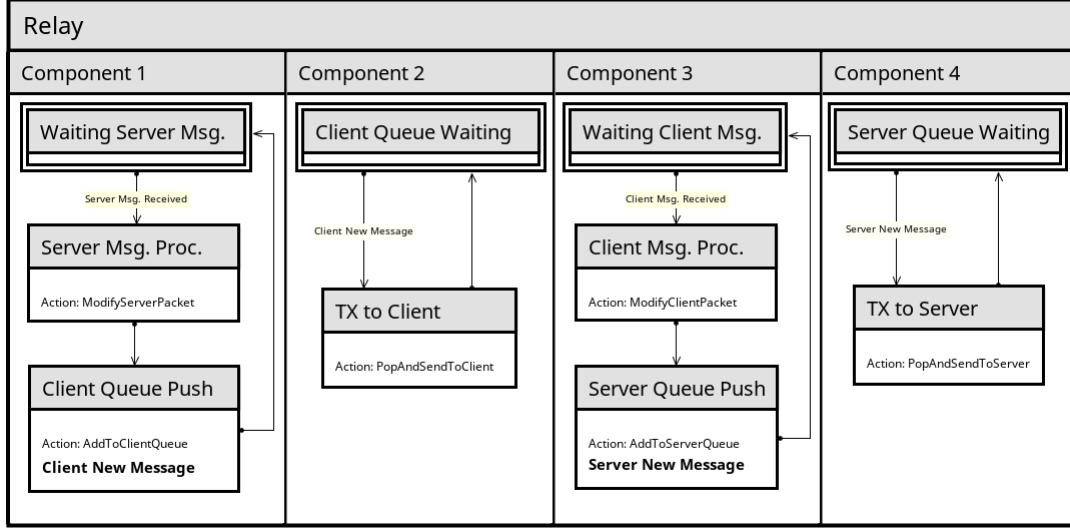 Relay
Component 1
Component 2
Component 3
Component 4
Waiting Server Msg.
Server Msg. Received
Server Msg. Proc.
Action: ModifyServerPacket
Client Queue Push
Action: AddToClientQueue
Client New Message
Client Queue Waiting
Client New Message
TX to Client
Action: PopAndSendToClient
Waiting Client Msg.
Client Msg. Received
Client Msg. Proc.
Action: ModifyClientPacket
Server Queue Push
Action: AddToServerQueue
Server New Message
Server Queue Waiting
Server New Message
TX to Server
Action: PopAndSendToServer